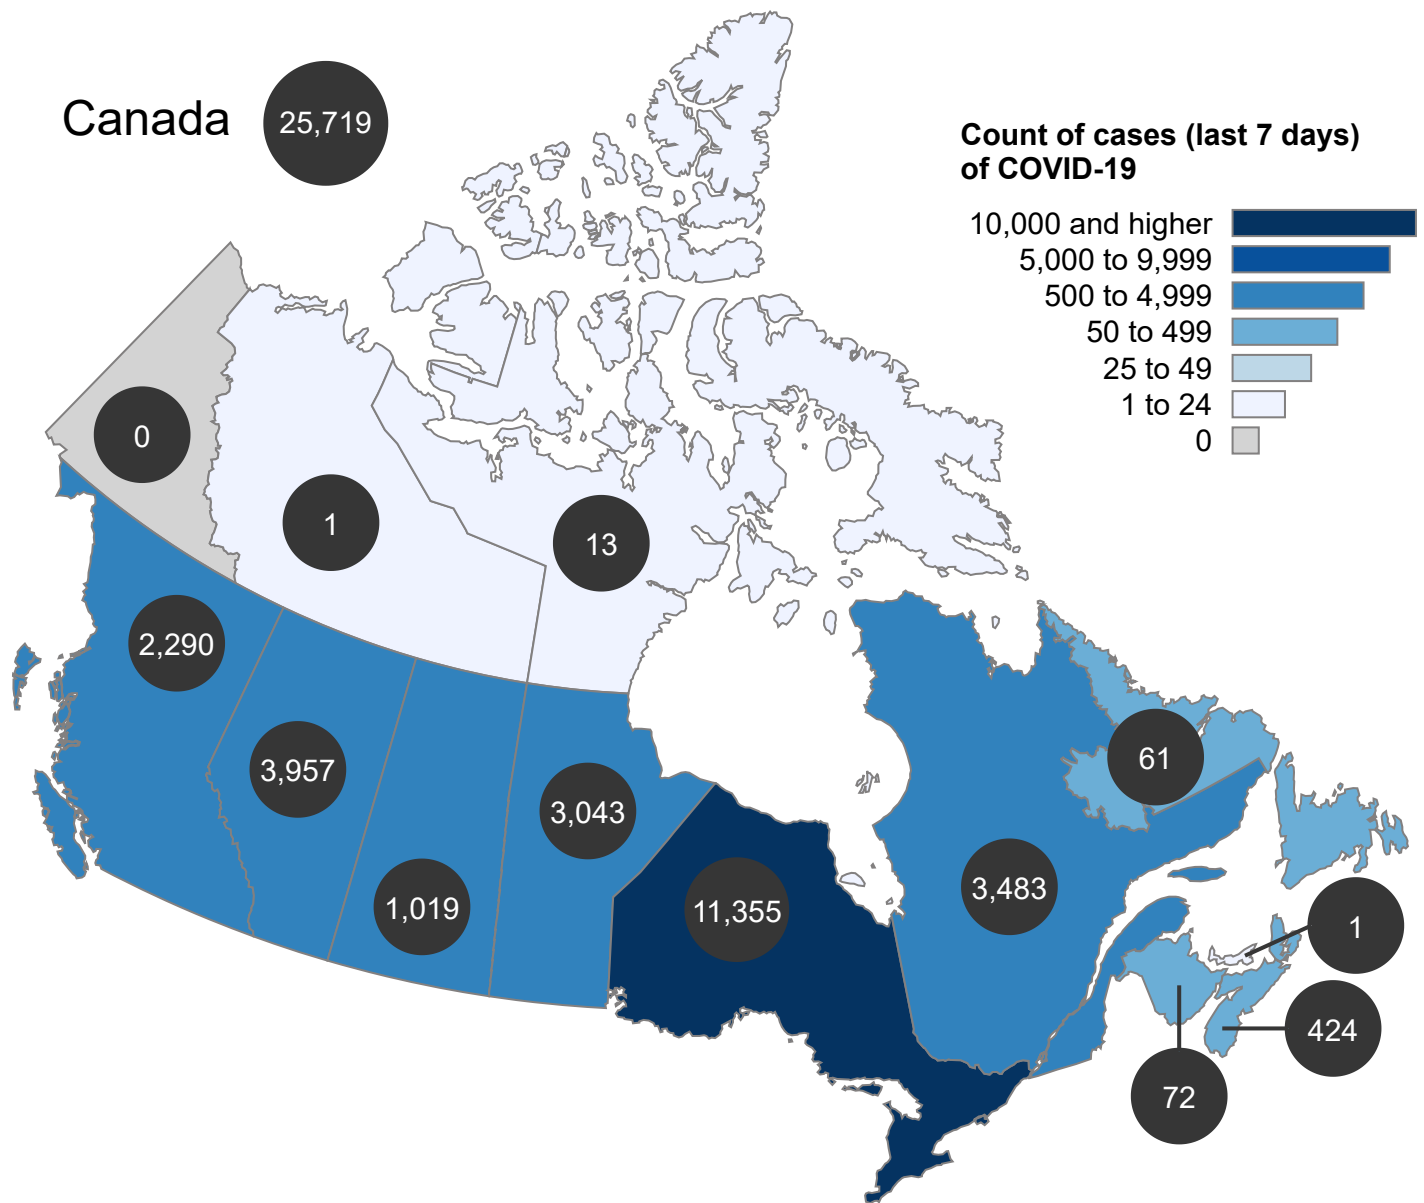 Canada
25,719
Count of cases (last 7 days)
of COVID-19
10,000 and higher
5,000 to 9,999
500 to 4,999
50 to 499
25 to 49
1 to 24
0
0
1
13
2,290
3,957
3,043
1,019
11,355
3,483
61
1
424
72